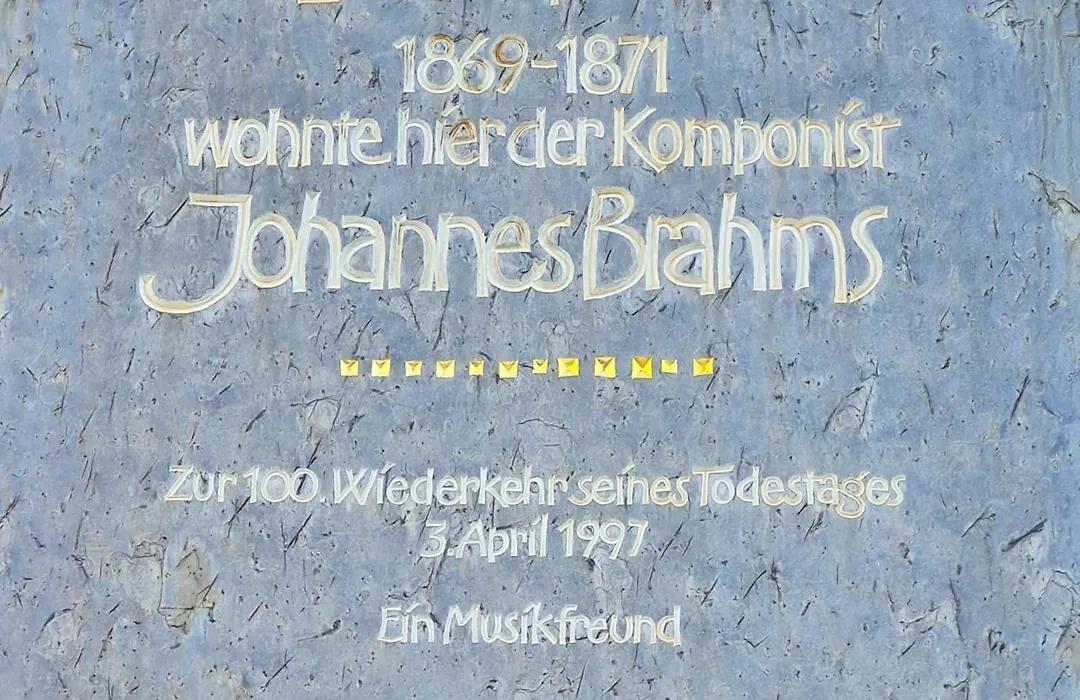 1869-1871
wohnte hier der Komponist
Johannes Brahms
Zur 100. Wiederkehr seines Todestages
3. April 1997
Ein Musikfreund